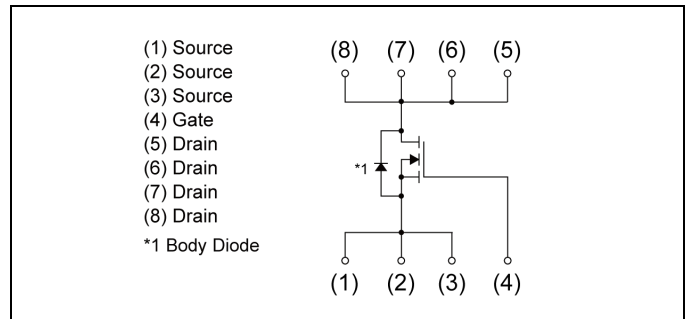 (1) Source
(2) Source
(3) Source
(4) Gate
(5) Drain
(6) Drain
(7) Drain
(8) Drain
*1 Body Diode
(8) (7) (6) (5)
*1
(1) (2) (3) (4)